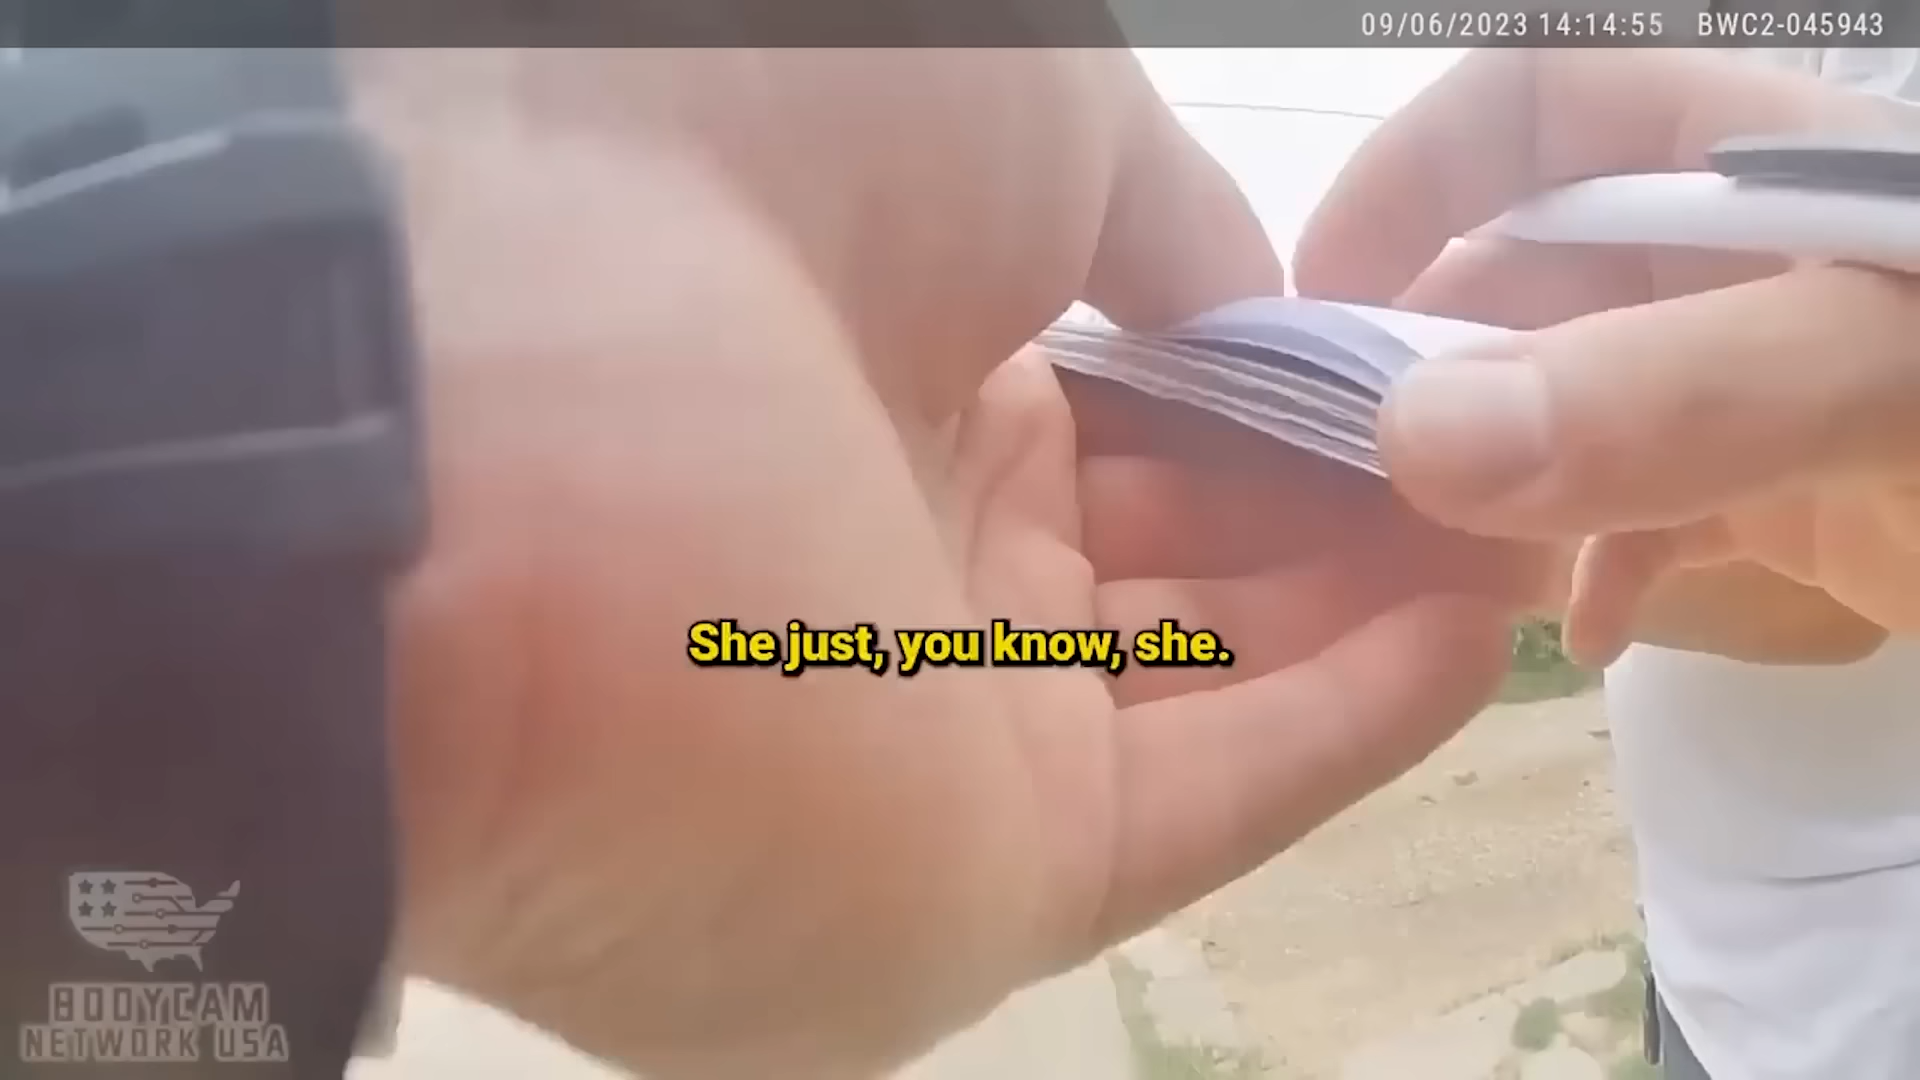 09/06/2023 14:14:55 BWC2-045943
She just, you know, she.
BODYCAM
NETWORK USA